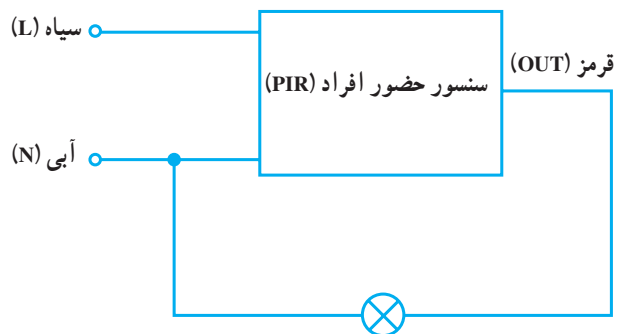 سیاه (L)
سنسور حضور افراد (PIR)
قرمز (OUT)
آبی (N)